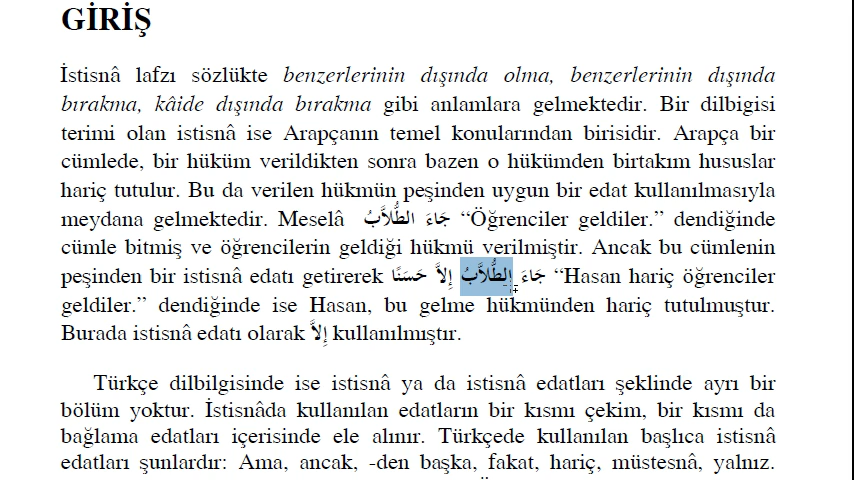 GİRİŞ
İstisnâ lafzı sözlükte benzerlerinin dışında olma, benzerlerinin dışında
bırakma, kâide dışında bırakma gibi anlamlara gelmektedir. Bir dilbigisi
terimi olan istisnâ ise Arapçanın temel konularından birisidir. Arapça bir
cümlede, bir hüküm verildikten sonra bazen o hükümden birtakım hususlar
hariç tutulur. Bu da verilen hükmün peşinden uygun bir edat kullanılmasıyla
meydana gelmektedir. Meselâ جَاءَ الطُّلاَّبُ “Öğrenciler geldiler.” dendiğinde
cümle bitmiş ve öğrencilerin geldiği hükmü verilmiştir. Ancak bu cümlenin
peşinden bir istisnâ edatı getirerek جَاءَ الطُّلاَّبُ إِلاَّ حَسَنًا “Hasan hariç öğrenciler
geldiler.” dendiğinde ise Hasan, bu gelme hükmünden hariç tutulmuştur.
Burada istisnâ edatı olarak إِلاَّ kullanılmıştır.
Türkçe dilbilgisinde ise istisnâ ya da istisnâ edatları şeklinde ayrı bir
bölüm yoktur. İstisnâda kullanılan edatların bir kısmı çekim, bir kısmı da
bağlama edatları içerisinde ele alınır. Türkçede kullanılan başlıca istisnâ
edatları şunlardır: Ama, ancak, -den başka, fakat, hariç, müstesnâ, yalnız.